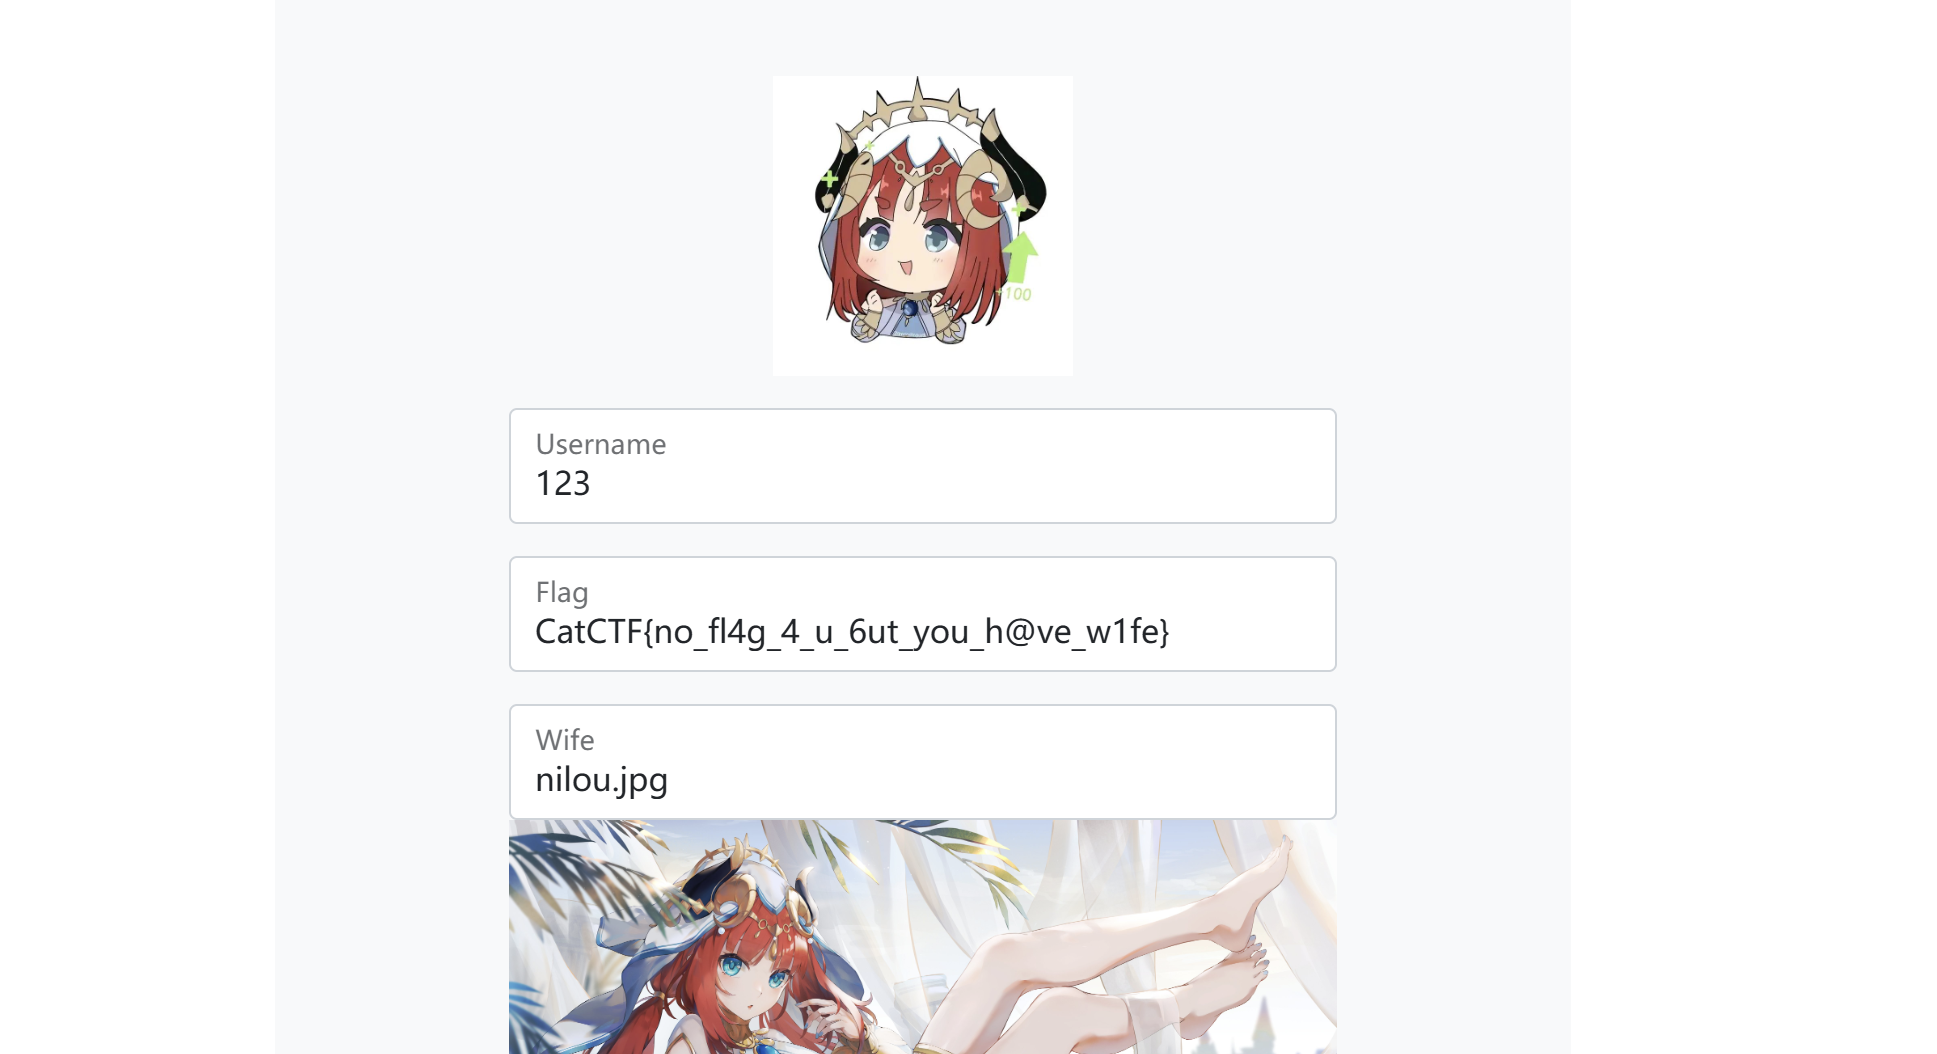 +100
Username
123
Flag
CatCTF{no_fl4g_4_u_6ut_you_h@ve_w1fe}
Wife
nilou.jpg